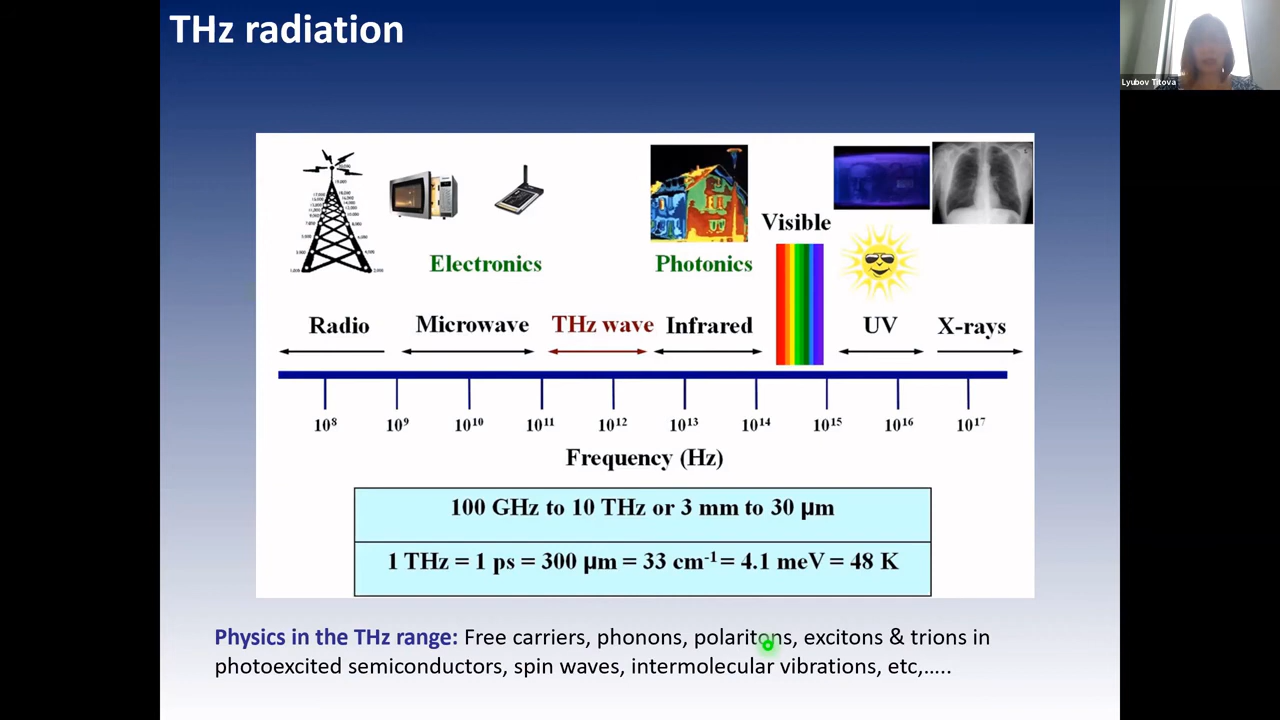 THz radiation
Lyubov Titova
Visible
Electronics
Photonics
Radio
Microwave
THz wave
Infrared
UV
X-rays
10⁸
10⁹
10¹⁰
10¹¹
10¹²
10¹³
10¹⁴
10¹⁵
10¹⁶
10¹⁷
Frequency (Hz)
100 GHz to 10 THz or 3 mm to 30 μm
1 THz = 1 ps = 300 μm = 33 cm⁻¹ = 4.1 meV = 48 K
Physics in the THz range: Free carriers, phonons, polaritons, excitons & trions in
photoexcited semiconductors, spin waves, intermolecular vibrations, etc,.....